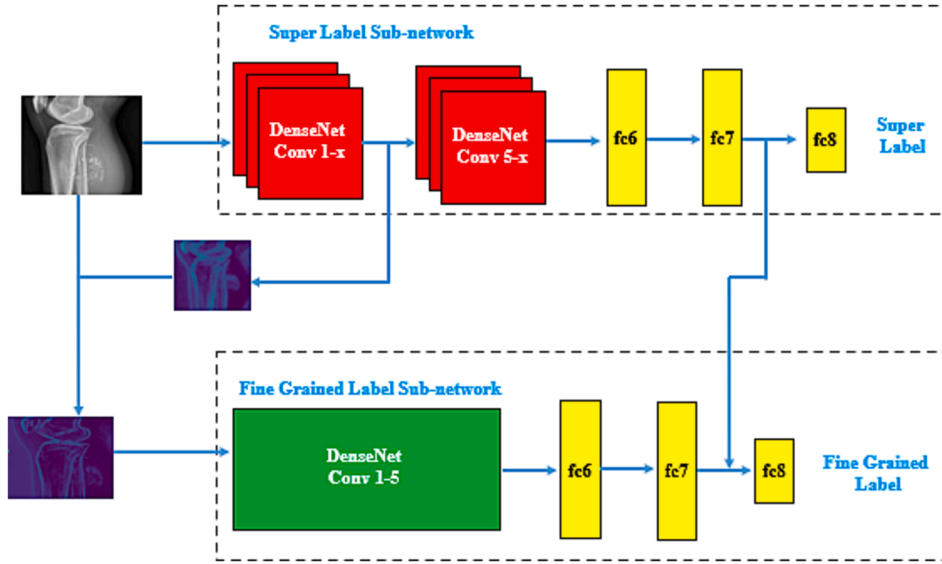 Super Label Sub-network
DenseNet
Conv 1-x
DenseNet
Conv 5-x
fc6
fc7
fc8
Super
Label
Fine Grained Label Sub-network
DenseNet
Conv 1-5
fc6
fc7
fc8
Fine Grained
Label